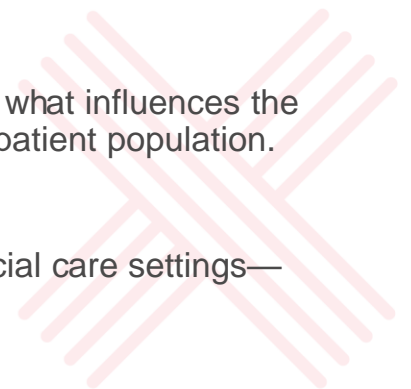 what influences the
patient population.
cial care settings—